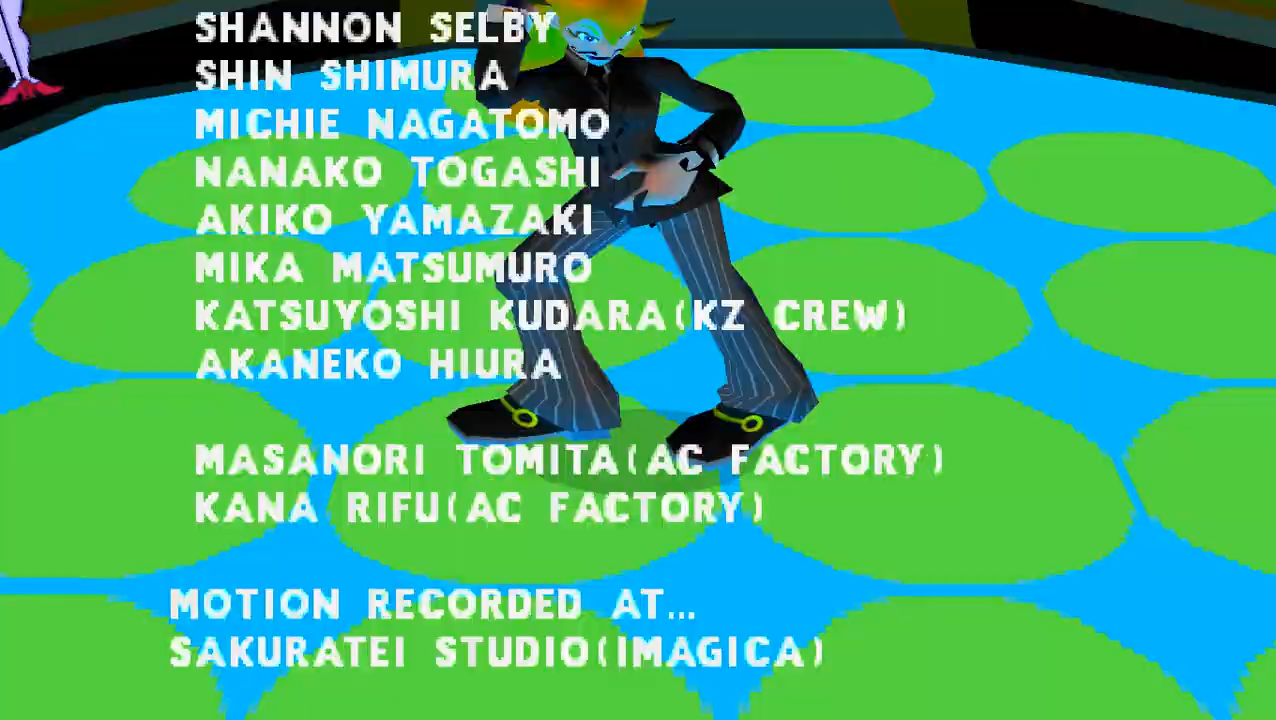 SHANNON SELBY
SHIN SHIMURA
MICHIE NAGATOMO
NANAKO TOGASHI
AKIKO YAMAZAKI
MIKA MATSUMURO
KATSUYOSHI KUDARA(KZ CREW)
AKANEKO HIURA
MASANORI TOMITA(AC FACTORY)
KANA RIFU(AC FACTORY)
MOTION RECORDED AT...
SAKURATEI STUDIO(IMAGICA)